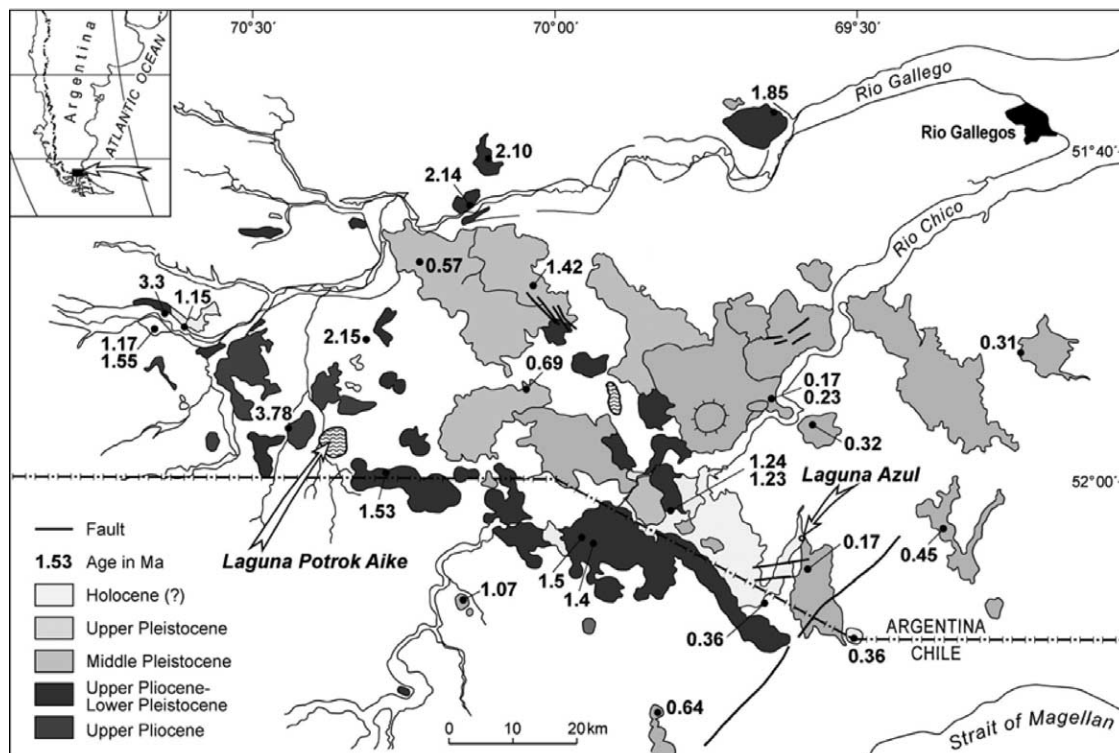 70°30'
70°00'
69°30'
Argentina
ATLANTIC OCEAN
1.85
Rio Gallego
Rio Gallegos
51°40'
2.10
2.14
Rio Chico
0.57
1.42
3.3
1.15
1.17
1.55
2.15
0.31
0.69
0.17
0.23
3.78
0.32
1.24
1.23
Laguna Azul
52°00'
1.53
Laguna Potrok Aike
0.45
0.17
1.5
1.4
1.07
0.36
ARGENTINA
CHILE
0.36
0.64
Strait of Magellan
Fault
1.53 Age in Ma
Holocene (?)
Upper Pleistocene
Middle Pleistocene
Upper Pliocene-
Lower Pleistocene
Upper Pliocene
0 10 20 km